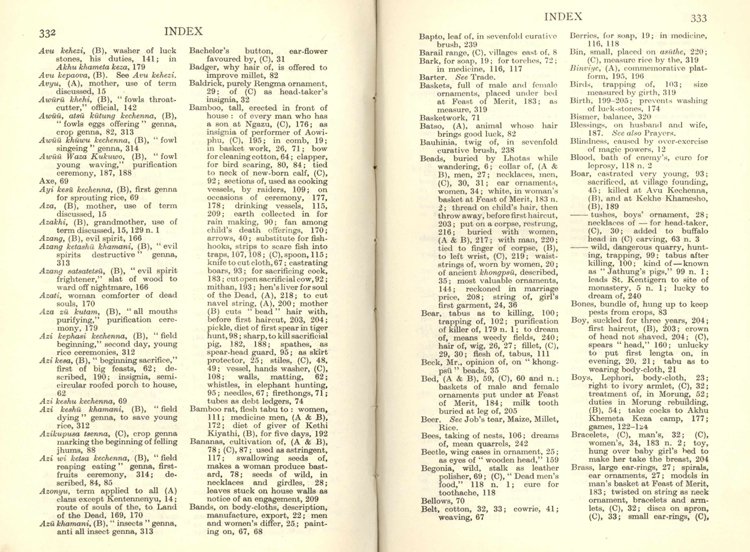 332
INDEX
Avu kehezi, (B), washer of luck
stones, his duties, 141; in
Akhu khameta keza, 179
Avu kepaova, (B). See Avu kehezi.
Avyu, (A), mother, use of term
discussed, 15
Awürü khehi, (B), "fowls throat-
cutter," official, 142
Awüü, atsü kütung kechenna, (B),
"fowls eggs offering" genna,
crop genna, 82, 313
Awüü khüwu kechenna, (B), "fowl
singeing" genna, 314
Awüü Waza Kukuwo, (B), "fowl
young waving," purification
ceremony, 187, 188
Axe, 69
Ayi kesü kechenna, (B), first genna
for sprouting rice, 69
Aza, (B), mother, use of term
discussed, 15
Azakhi, (B), grandmother, use of
term discussed, 15, 129 n. 1
Azang, (B), evil spirit, 166
Azang ketashü khamani, (B), "evil
spirits destructive" genna,
313
Azang satsatetsü, (B), "evil spirit
frightener," slat of wood to
ward off nightmare, 166
Azati, woman comforter of dead
souls, 170
Aza zü kutam, (B), "all mouths
purifying," purification cere-
mony, 179
Azi kephasi kechenna, (B), "field
beginning," second day, young
rice ceremonies, 312
Azi kesa, (B), "beginning sacrifice,"
first of big feasts, 62; de-
scribed, 190; insignia, semi-
circular roofed porch to house,
62
Azi keshu kechenna, 69
Azi keshü khamani, (B), "field
dying" genna, to save young
rice, 312
Azikupusa tsenna, (C), crop genna
marking the beginning of felling
jhums, 88
Azi wi ketsa kechenna, (B), "field
reaping eating" genna, first-
fruits ceremony, 314; de-
scribed, 84, 85
Azonyu, term applied to all (A)
clans except Kentennenyu, 14;
route of souls of the, to Land
of the Dead, 169, 170
Azü khamani, (B), "insects" genna,
anti all insect genna, 313
Bachelor's button, ear-flower
favoured by, (C), 31
Badger, why hair of, is offered to
improve millet, 82
Baldrick, purely Rengma ornament,
29; of (C) as head-taker's
insignia, 32
Bamboo, tall, erected in front of
house: of every man who has
a son at Ngazu, (C), 176; as
insignia of performer of Aowi-
phu, (C), 195; in comb, 19;
in basket work, 26, 71; bow
for cleaning cotton, 64; clapper,
for bird scaring, 80, 84; tied
to neck of new-born calf, (C),
92; sections of, used as cooking
vessels, by raiders, 109; on
occasions of ceremony, 177,
178; drinking vessels, 115,
209; earth collected in for
rain making, 90; fan among
child's death offerings, 170;
arrows, 40; substitute for fish-
hooks, strips to scare fish into
traps, 107, 108; (C), spoon, 115;
knife to cut cloth, 67; castrating
boars, 93; for sacrificing cock,
183; cut open sacrificial cow, 92;
mithan, 193; hen's liver for soul
of the Dead, (A), 218; to cut
navel string, (A), 200; mother
(B) cuts "head" hair with,
before first haircut, 203, 204;
pickle, diet of first spear in tiger
hunt, 98; sharp, to kill sacrificial
pig, 182, 188; spathes, as
spear-head guard, 95; as skirt
protector, 25; stiles, (C), 48,
49; vessel, hands washer, (C),
108; walls, matting, 62;
whistles, in elephant hunting,
95; needles, 67; firethongs, 71;
tubes as debt ledgers, 74
Bamboo rat, flesh tabu to: women,
111; medicine men, (A & B),
172; diet of giver of Kethi
Kiyathi, (B), for five days, 192
Bananas, cultivation of, (A & B),
78; (C), 87; used as astringent,
117; swallowing seeds of,
makes a woman produce bast-
ard, 78; seeds of wild, in
necklaces and girdles, 28;
leaves stuck on house walls as
notice of an engagement, 209
Bands, on body-cloths, description,
manufacture, export, 22; men
and women's differ, 25; paint-
ing on, 67, 68
INDEX
333
Bapto, leaf of, in sevenfold curative
brush, 239
Barail range, (C), villages east of, 8
Bark, for soap, 19; for torches, 72;
in medicine, 116, 117
Barter. See Trade.
Baskets, full of male and female
ornaments, placed under bed
at Feast of Merit, 183; as
measure, 319
Basketwork, 71
Batso, (A), animal whose hair
brings good luck, 82
Bauhinia, twig of, in sevenfold
curative brush, 238
Beads, buried by Lhotas while
wandering, 6; collar of, (A &
B), men, 27; necklaces, men,
(C), 30, 31; ear ornaments,
women, 34; white, in woman's
basket at Feast of Merit, 183 n.
2; thread on child's hair, then
throw away, before first haircut,
203; put on a corpse, restrung,
216; buried with women,
(A & B), 217; with man, 220;
tied to finger of corpse, (B),
to left wrist, (C), 219; waist-
strings of, worn by women, 20;
of ancient khongpsü, described,
35; most valuable ornaments,
144; reckoned in marriage
price, 208; string of, girl's
first garment, 24, 36
Bear, tabus as to killing, 100;
trapping of, 102; purification
of killer of, 179 n. 1; to dream
of, means weedy fields, 240;
hair of, wig, 26, 27; fillet, (C),
29, 30; flesh of, tabus, 111
Beck, Mr., opinion of, on "khong-
psü" beads, 35
Bed, (A & B), 59, (C), 60 and n.;
baskets of male and female
ornaments put under at Feast
of Merit, 184; milk tooth
buried at leg of, 205
Beer. See Job's tear, Maize, Millet,
Rice.
Bees, taking of nests, 106; dreams
of, mean quarrels, 242
Beetle, wing cases in ornament, 25;
as eyes of "wooden head," 159
Begonia, wild, stalk as leather
polisher, 69; (C), "Dead men's
food," 118 n. 1; cure for
toothache, 118
Bellows, 70
Belt, cotton, 32, 33; cowrie, 41;
weaving, 67
Berries, for soap, 19; in medicine,
116, 118
Bin, small, placed on asüthe, 220;
(C), measure rice by the, 319
Binxiye, (A), commemorative plat-
form, 195, 196
Birds, trapping of, 103; size
measured by girth, 319
Birth, 199-205; prevents washing
of luck-stones, 174
Bismer, balance, 320
Blessings, on husband and wife,
187. See also Prayers.
Blindness, caused by over-exercise
of magic powers, 12
Blood, bath of enemy's, cure for
leprosy, 118 n. 2
Boar, castrated very young, 93;
sacrificed, at village founding,
45; killed at Avu Kechenna,
(B), and at Kekhe Khamesho,
(B), 189
—— tushes, boys' ornament, 28;
necklaces of — for head-taker,
(C), 30; added to buffalo
head in (C) carving, 63 n. 3
—— wild, dangerous quarry, hunt-
ing, trapping, 99; tabus after
killing, 100; kind of—known
as "Jathung's pigs," 99 n. 1;
leads St. Kentigern to site of
monastery, 5 n. 1; lucky to
dream of, 240
Bones, bundle of, hung up to keep
pests from crops, 83
Boy, suckled for three years, 204;
first haircut, (B), 203; crown
of head not shaved, 204; (C),
spears "head," 160; unlucky
to put first lengta on, in
evening, 20, 21; tabu as to
wearing body-cloth, 21
Boys, Lephori, body-cloth, 23;
right to ivory armlet, (C), 32;
treatment of, in Morung, 52;
duties in Morung rebuilding,
(B), 54; take cocks to Akhu
Khemeta Keza camp, 177;
games, 122-124
Bracelets, (C), man's, 32; (C),
women's, 34, 183 n. 2; toy,
hung over baby girl's bed to
make her take the breast, 204
Brass, large ear-rings, 27; spirals,
ear ornaments, 27; models in
man's basket at Feast of Merit,
183; twisted on string as neck
ornament, bracelets and arm-
lets, (C), 32; discs on apron,
(C), 33; small ear-rings, (C),